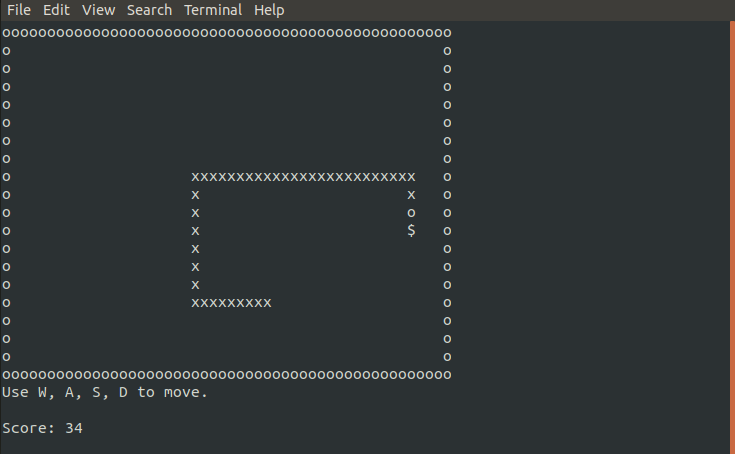 File Edit View Search Terminal Help
oooooooooooooooooooooooooooooooooooooooooooooooooo
o                                                o
o                                                o
o                                                o
o                                                o
o                                                o
o                                                o
o                                                o
o                    xxxxxxxxxxxxxxxxxxxxxxxxx   o
o                    x                       x   o
o                    x                       o   o
o                    x                       $   o
o                    x                           o
o                    x                           o
o                    x                           o
o                    xxxxxxxxx                   o
o                                                o
o                                                o
o                                                o
oooooooooooooooooooooooooooooooooooooooooooooooooo
Use W, A, S, D to move.
Score: 34